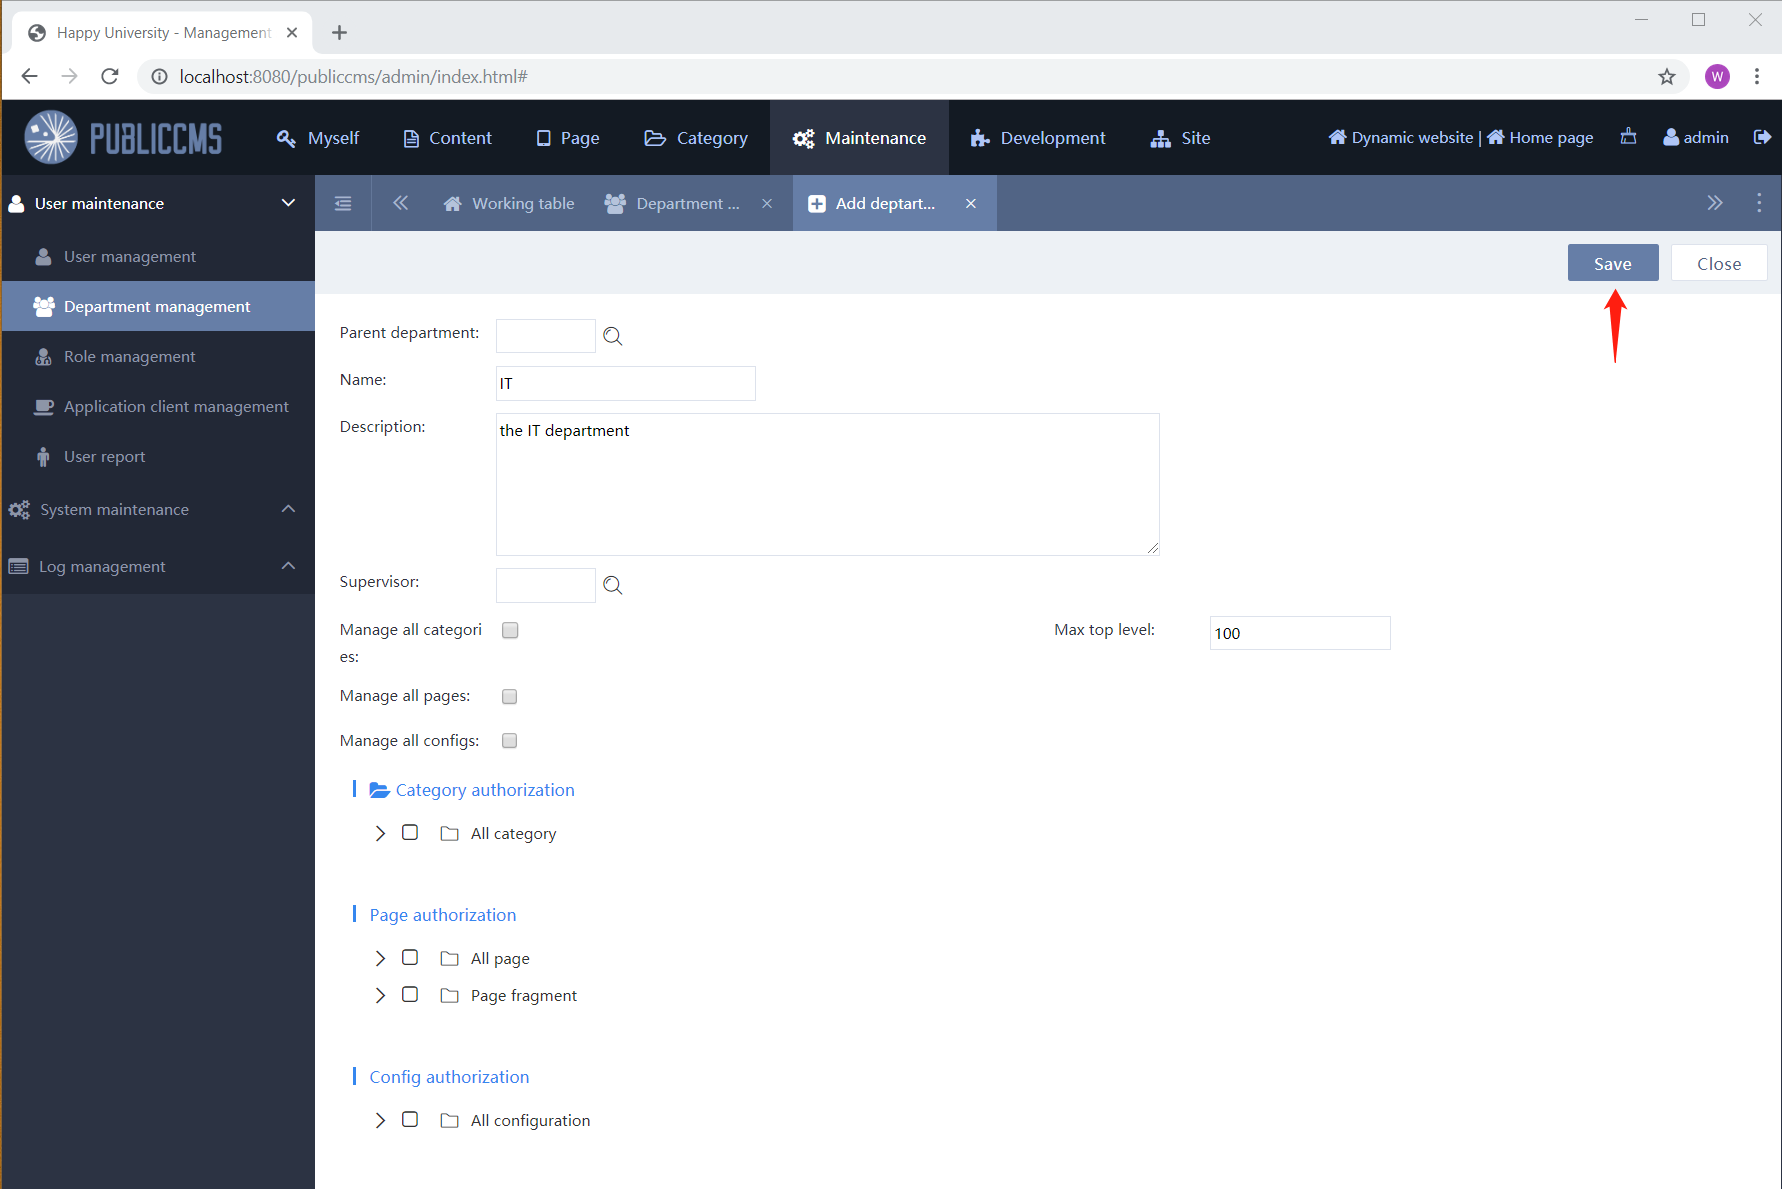 Happy University - Management
localhost:8080/publiccms/admin/index.html#
W
PUBLICCMS
Myself
Content
Page
Category
Maintenance
Development
Site
Dynamic website | Home page
admin
User maintenance
Working table
Department ...
Add deptart...
User management
Save
Close
Department management
Role management
Application client management
User report
System maintenance
Log management
Parent department:
Name:
IT
Description:
the IT department
Supervisor:
Manage all categori
es:
Max top level:
100
Manage all pages:
Manage all configs:
Category authorization
All category
Page authorization
All page
Page fragment
Config authorization
All configuration